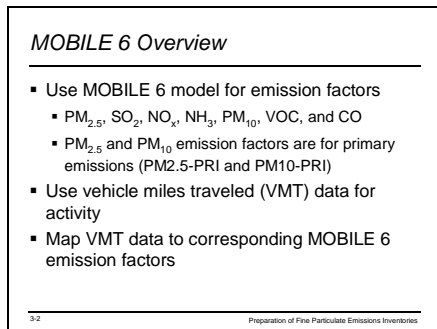 MOBILE 6 Overview
▪ Use MOBILE 6 model for emission factors
▪ PM2.5, SO2, NOx, NH3, PM10, VOC, and CO
▪ PM2.5 and PM10 emission factors are for primary
emissions (PM2.5-PRI and PM10-PRI)
▪ Use vehicle miles traveled (VMT) data for
activity
▪ Map VMT data to corresponding MOBILE 6
emission factors
3-2 Preparation of Fine Particulate Emissions Inventories